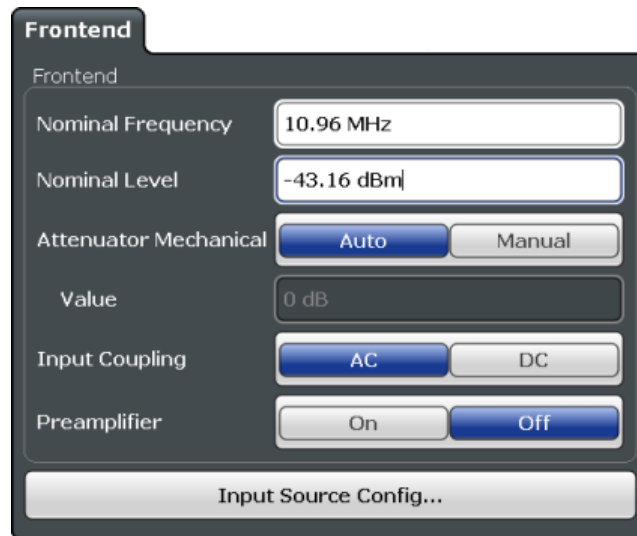 Frontend
Frontend
Nominal Frequency 10.96 MHz
Nominal Level -43.16 dBm
Attenuator Mechanical Auto Manual
Value 0 dB
Input Coupling AC DC
Preamplifier On Off
Input Source Config...